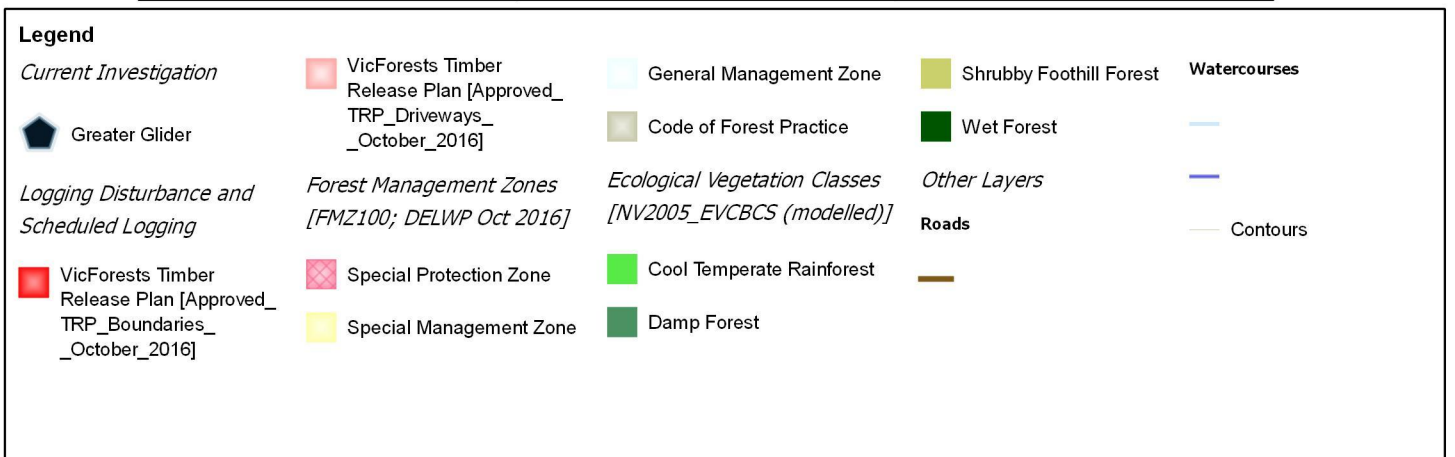 Legend
Current Investigation
Greater Glider
Logging Disturbance and
Scheduled Logging
VicForests Timber
Release Plan [Approved_
TRP_Boundaries_
_October_2016]
VicForests Timber
Release Plan [Approved_
TRP_Driveways_
_October_2016]
Forest Management Zones
[FMZ100; DELWP Oct 2016]
Special Protection Zone
Special Management Zone
General Management Zone
Code of Forest Practice
Ecological Vegetation Classes
[NV2005_EVCBCS (modelled)]
Cool Temperate Rainforest
Damp Forest
Shrubby Foothill Forest
Wet Forest
Other Layers
Roads
Watercourses
Contours